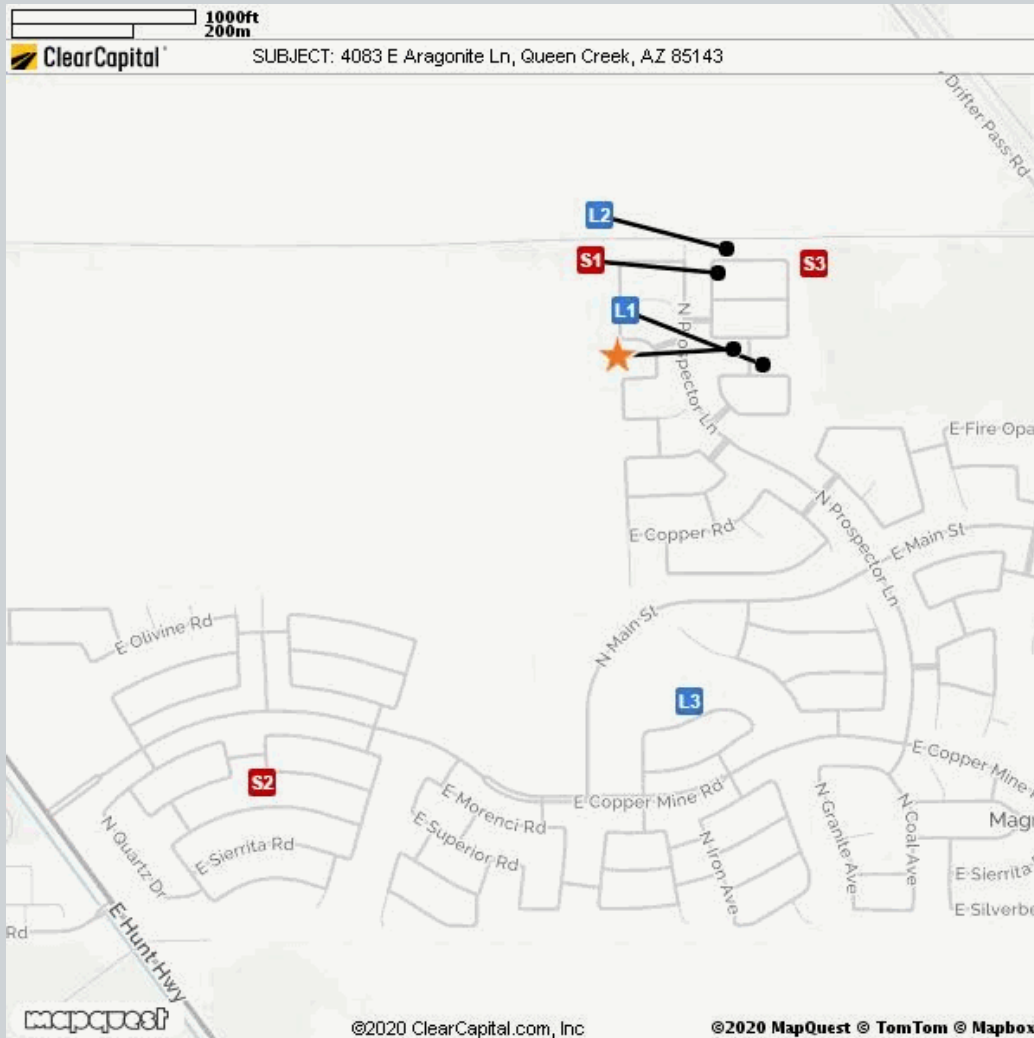 1000ft
200m
ClearCapital
SUBJECT: 4083 E Aragonite Ln, Queen Creek, AZ 85143
Drifter Pass Rd
L2
S1
S3
L1
N Prospector Ln
E Fire Opa
N Prospector Ln
E Copper Rd
E Main St
E Olivine Rd
N Main St
L3
S2
E Copper Mine
E Morenci Rd
E Copper Mine Rd
E Superior Rd
N Quartz Dr
E Sierrita Rd
N Iron Ave
N Granite Ave
N Coal Ave
Magm
E Sierrita
E Silverbe
Rd
E Hunt Hwy
mapquest
©2020 ClearCapital.com, Inc
©2020 MapQuest © TomTom © Mapbox